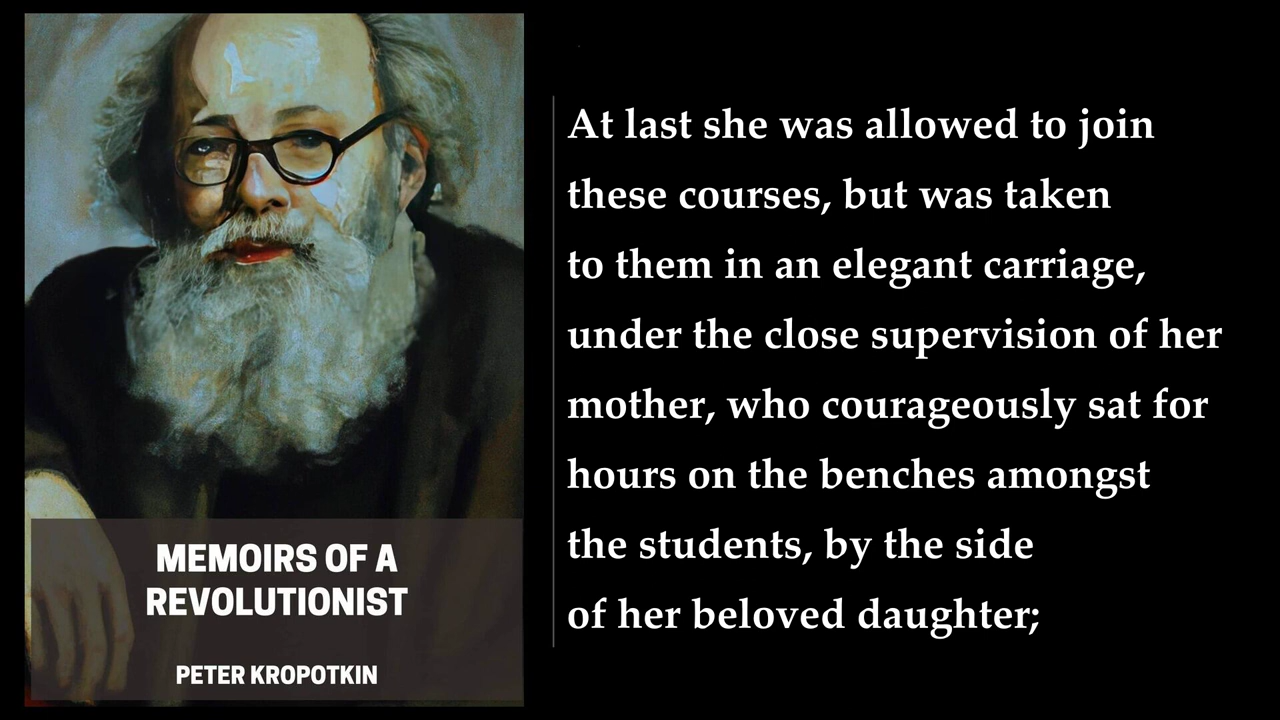 MEMOIRS OF A
REVOLUTIONIST
PETER KROPOTKIN
At last she was allowed to join
these courses, but was taken
to them in an elegant carriage,
under the close supervision of her
mother, who courageously sat for
hours on the benches amongst
the students, by the side
of her beloved daughter;